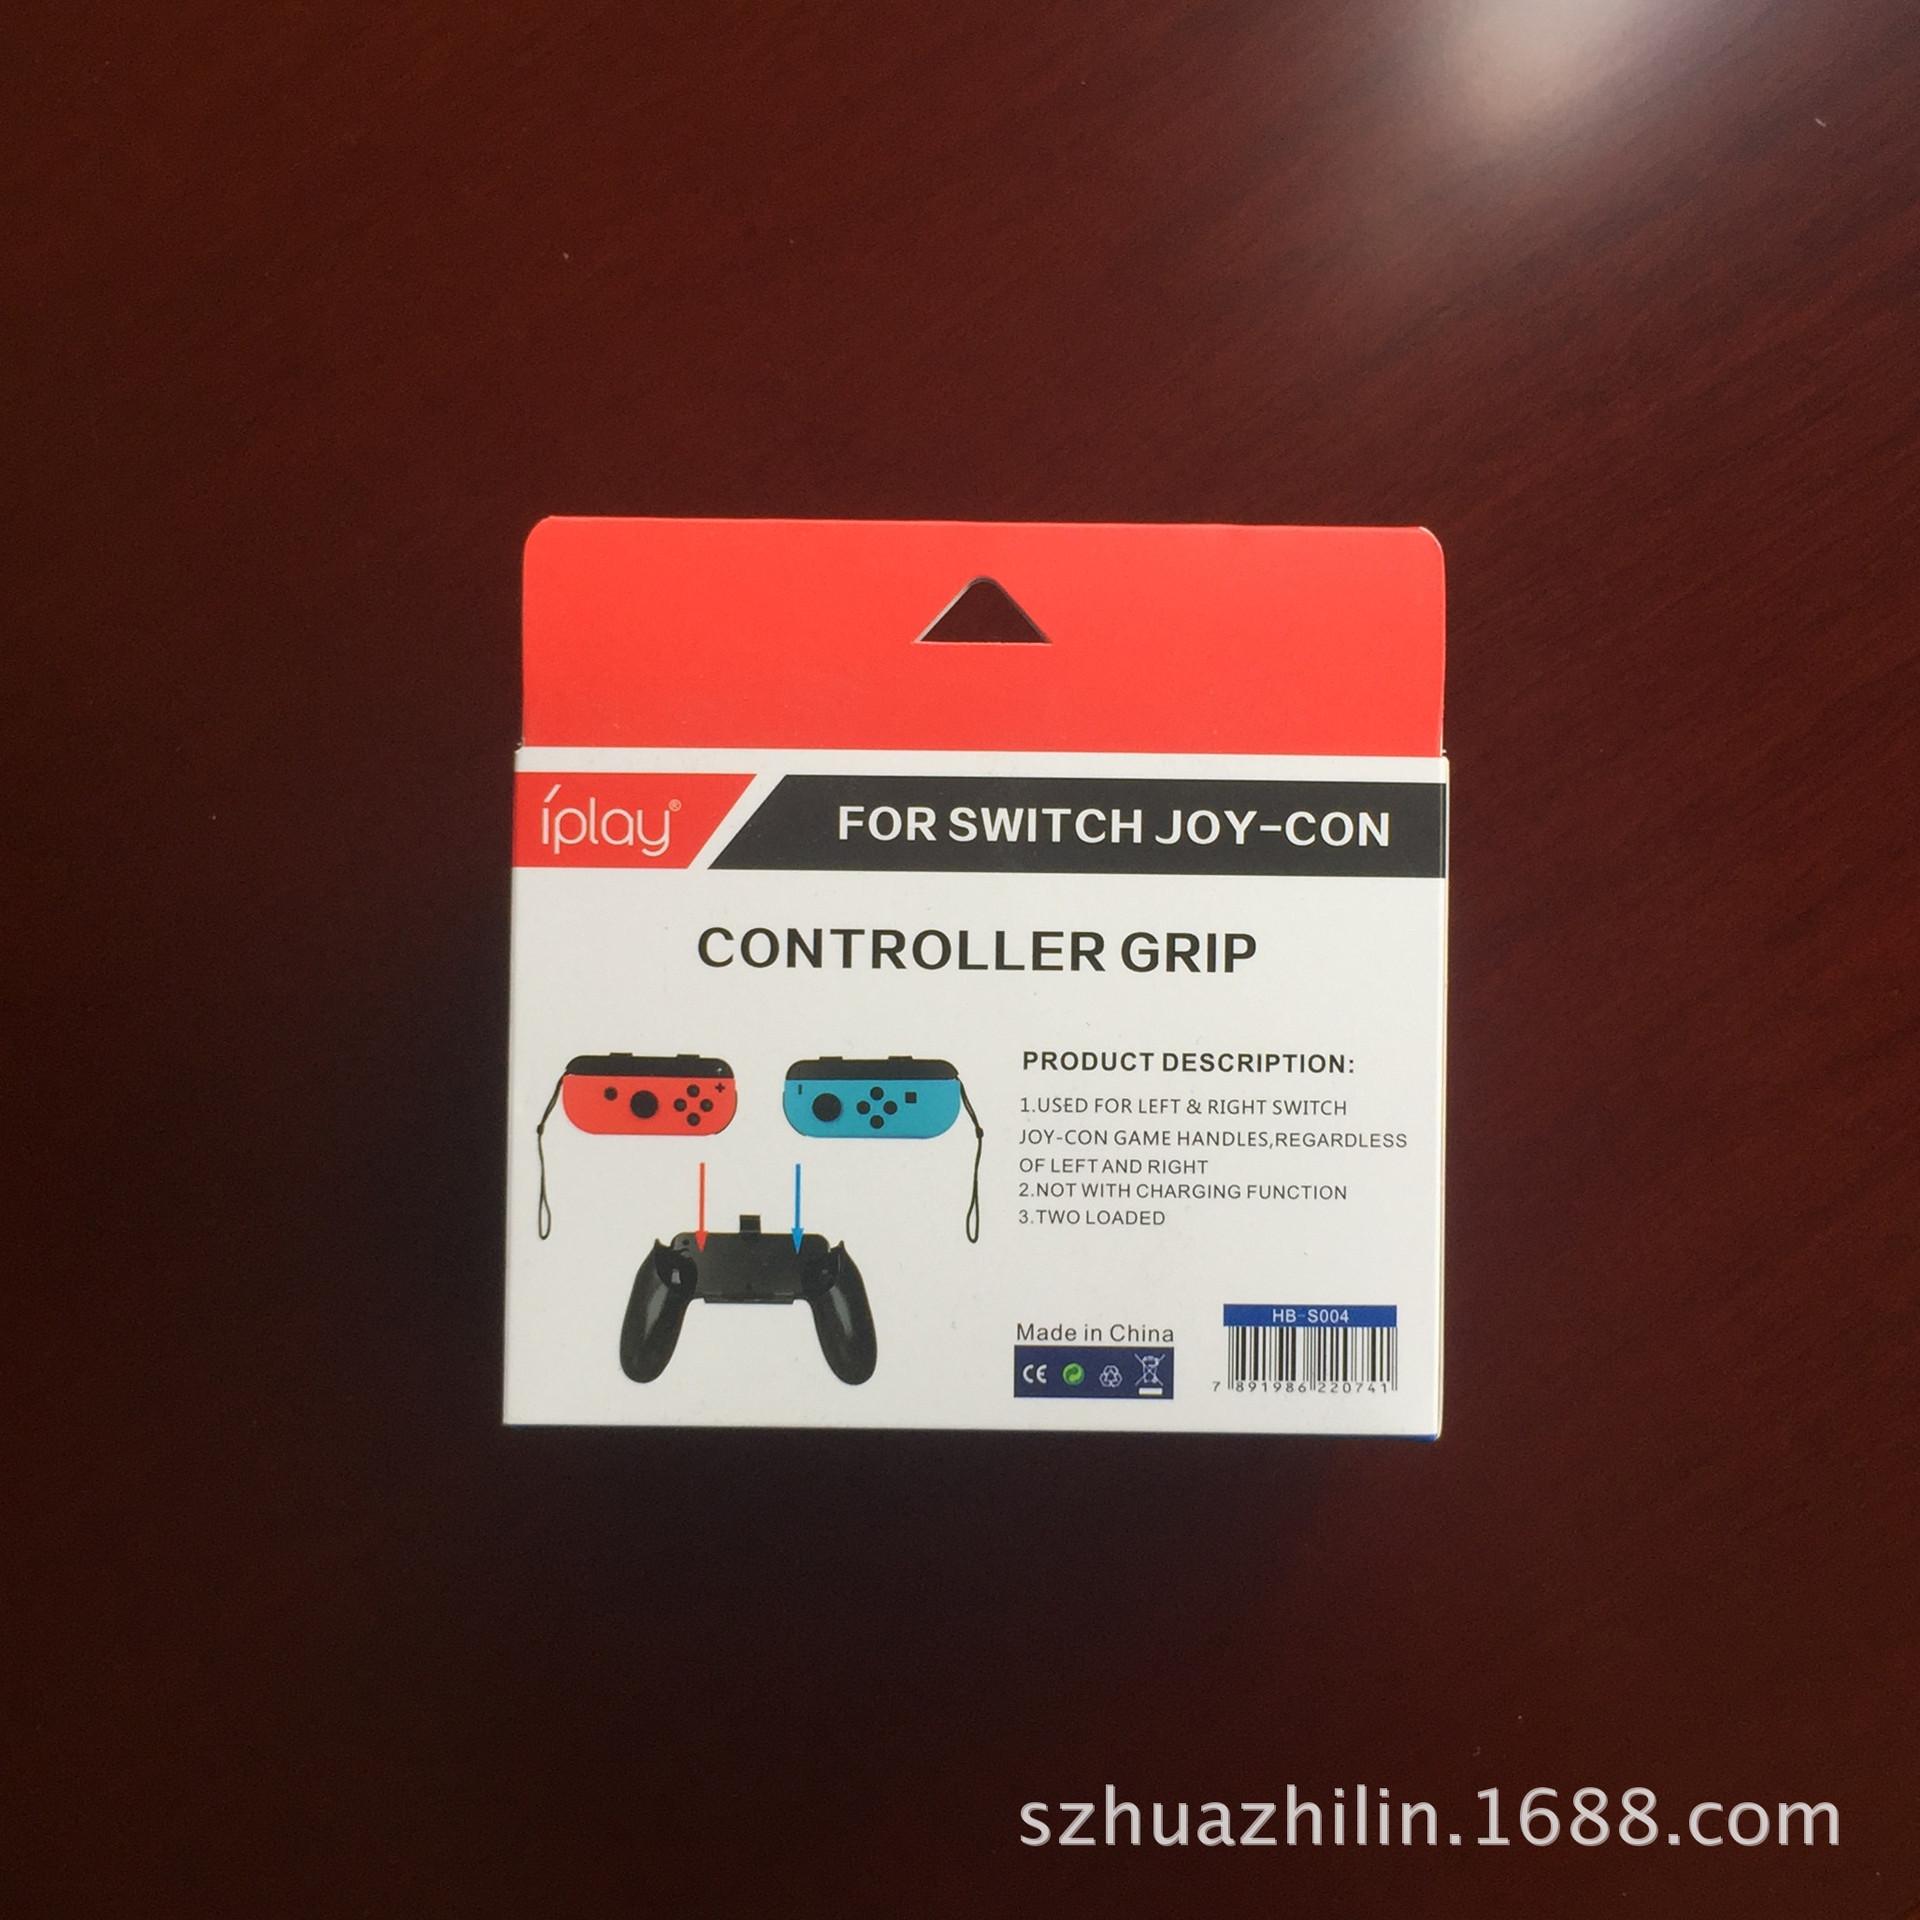 íplay®
FOR SWITCH JOY-CON
CONTROLLER GRIP
PRODUCT DESCRIPTION:
1.USED FOR LEFT & RIGHT SWITCH
JOY-CON GAME HANDLES,REGARDLESS
OF LEFT AND RIGHT
2.NOT WITH CHARGING FUNCTION
3.TWO LOADED
Made in China
CE
HB-S004
7 891986 220741
szhuazhilin.1688.com